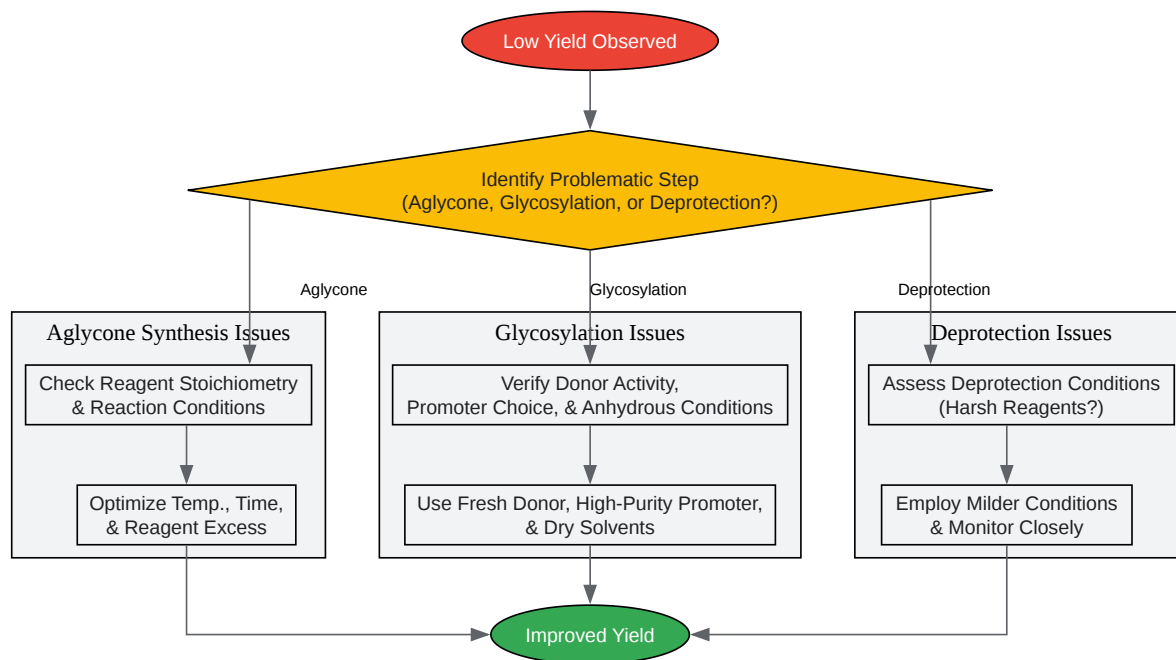 Low Yield Observed
Identify Problematic Step
(Aglycone, Glycosylation, or Deprotection?)
Aglycone
Glycosylation
Deprotection
Aglycone Synthesis Issues
Check Reagent Stoichiometry
& Reaction Conditions
Optimize Temp., Time,
& Reagent Excess
Glycosylation Issues
Verify Donor Activity,
Promoter Choice, & Anhydrous Conditions
Use Fresh Donor, High-Purity Promoter,
& Dry Solvents
Deprotection Issues
Assess Deprotection Conditions
(Harsh Reagents?)
Employ Milder Conditions
& Monitor Closely
Improved Yield